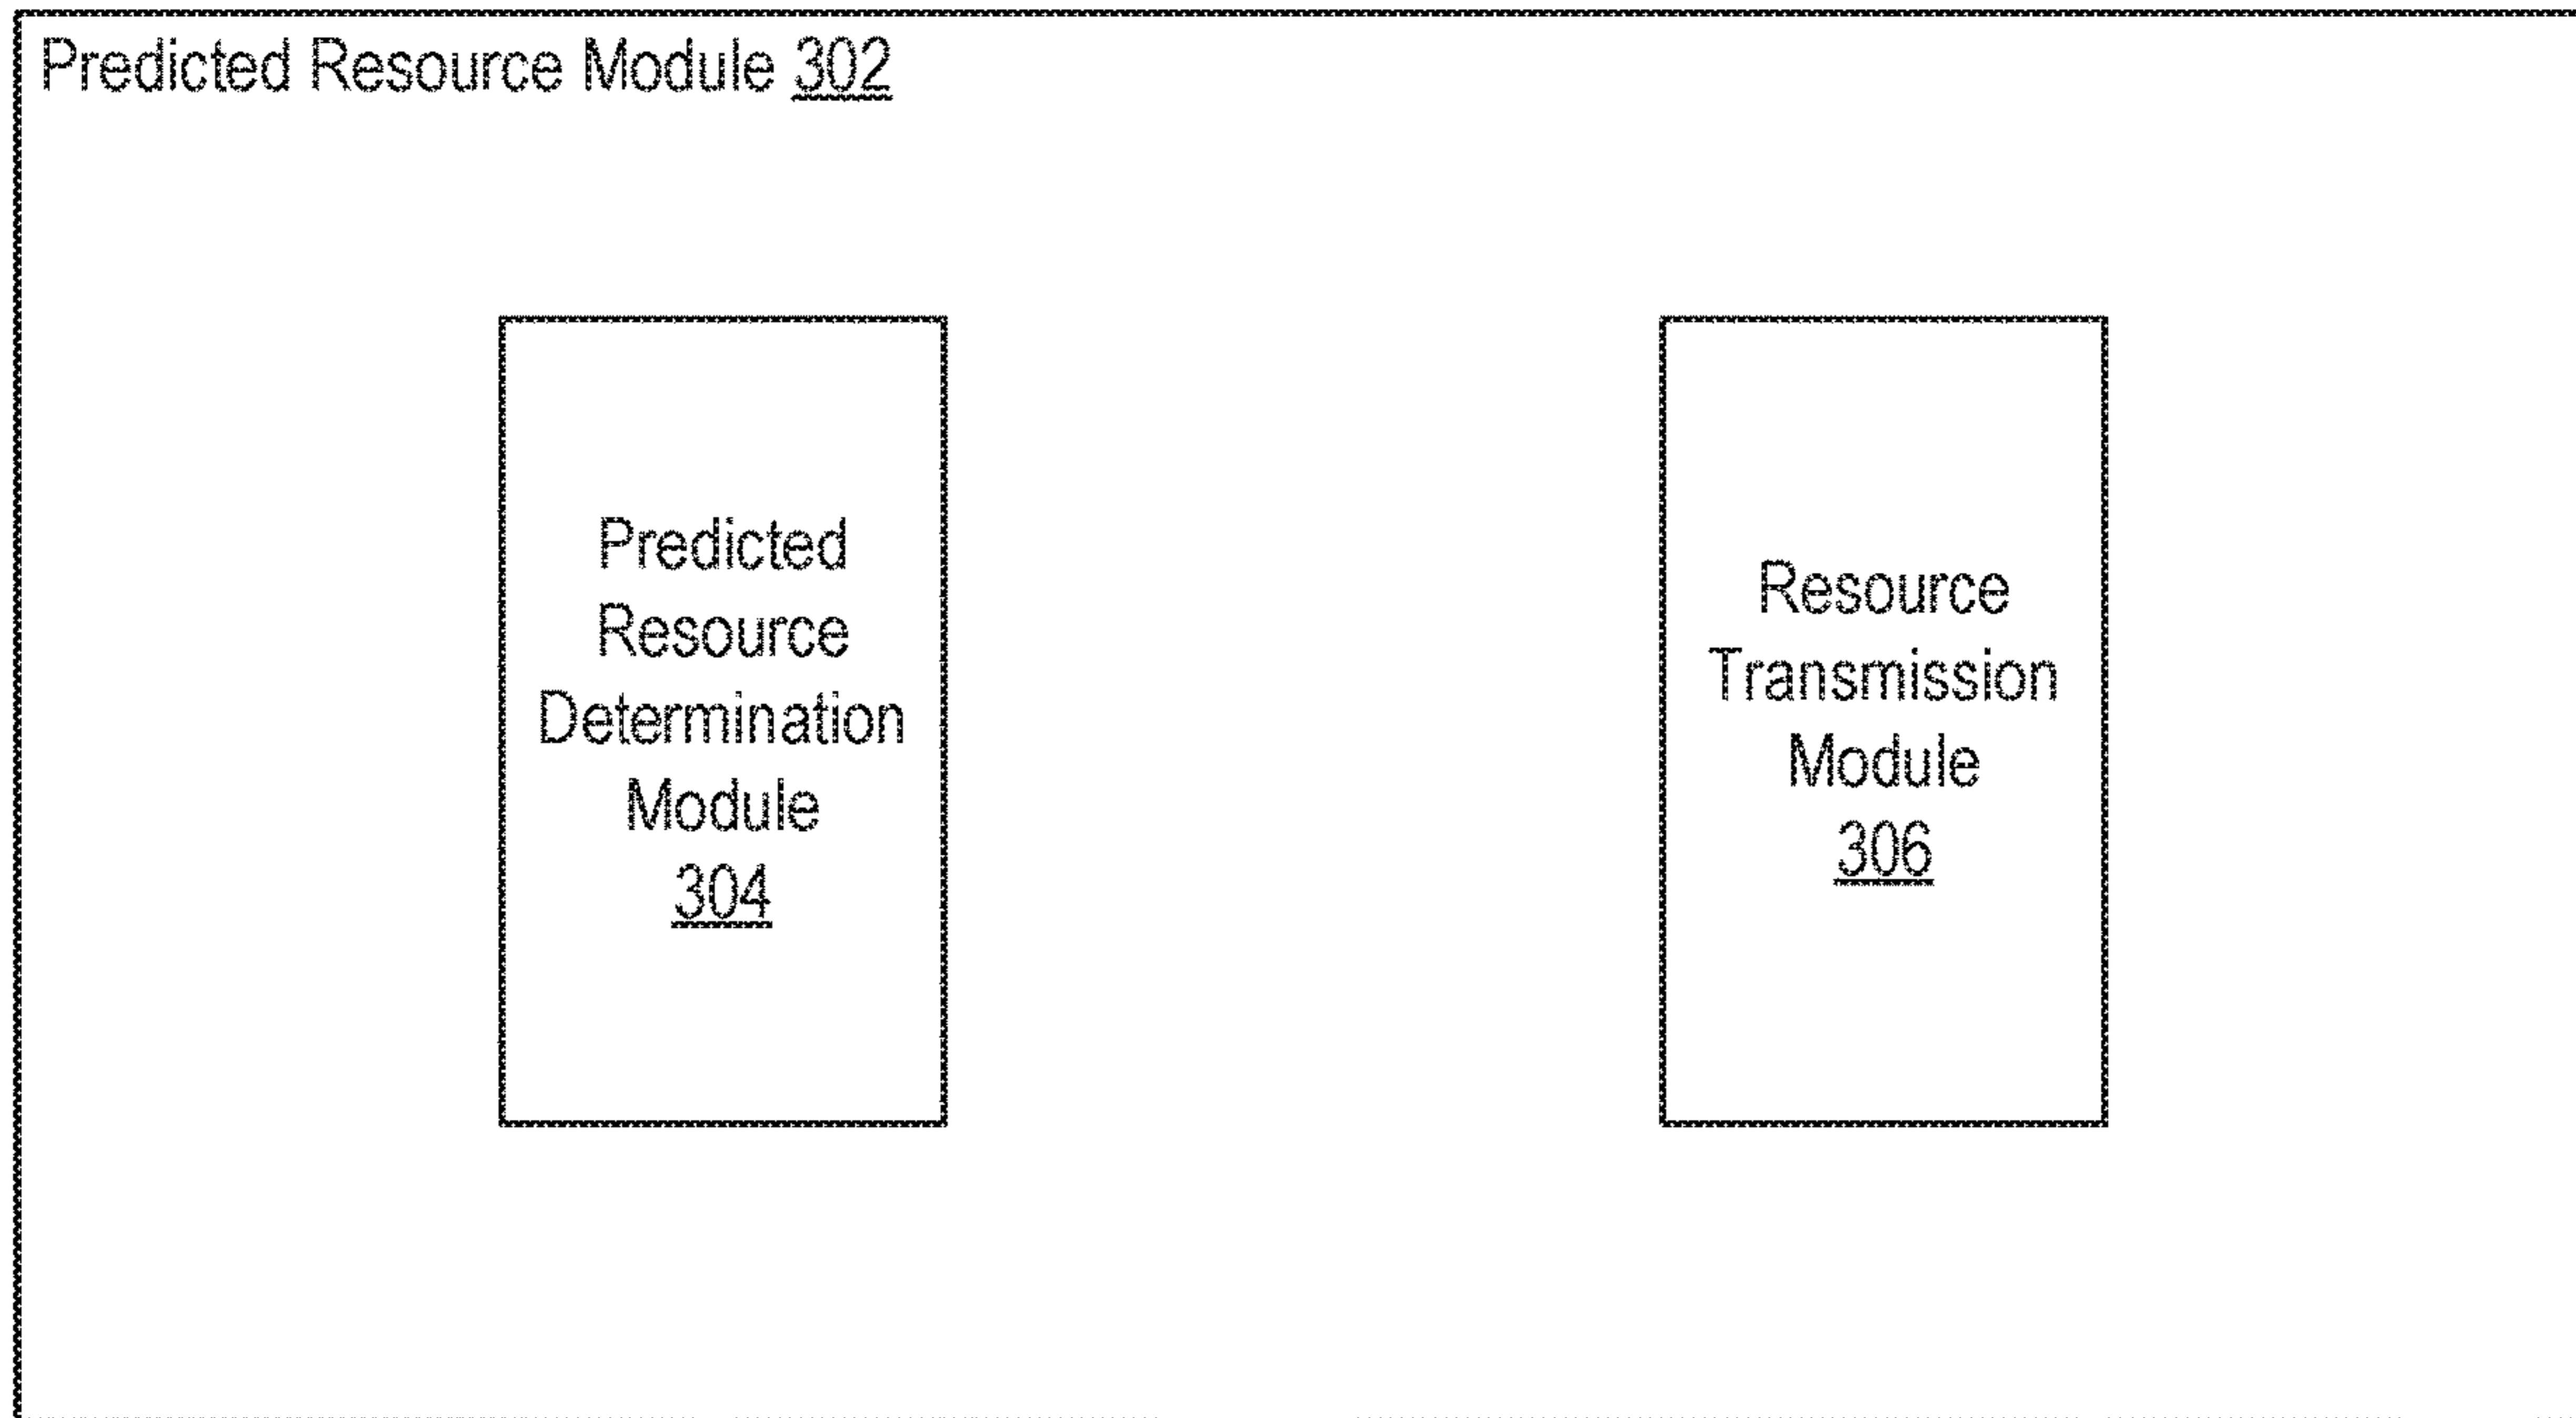 Predicted Resource Module 302
Predicted
Resource
Determination
Module
304
Resource
Transmission
Module
306